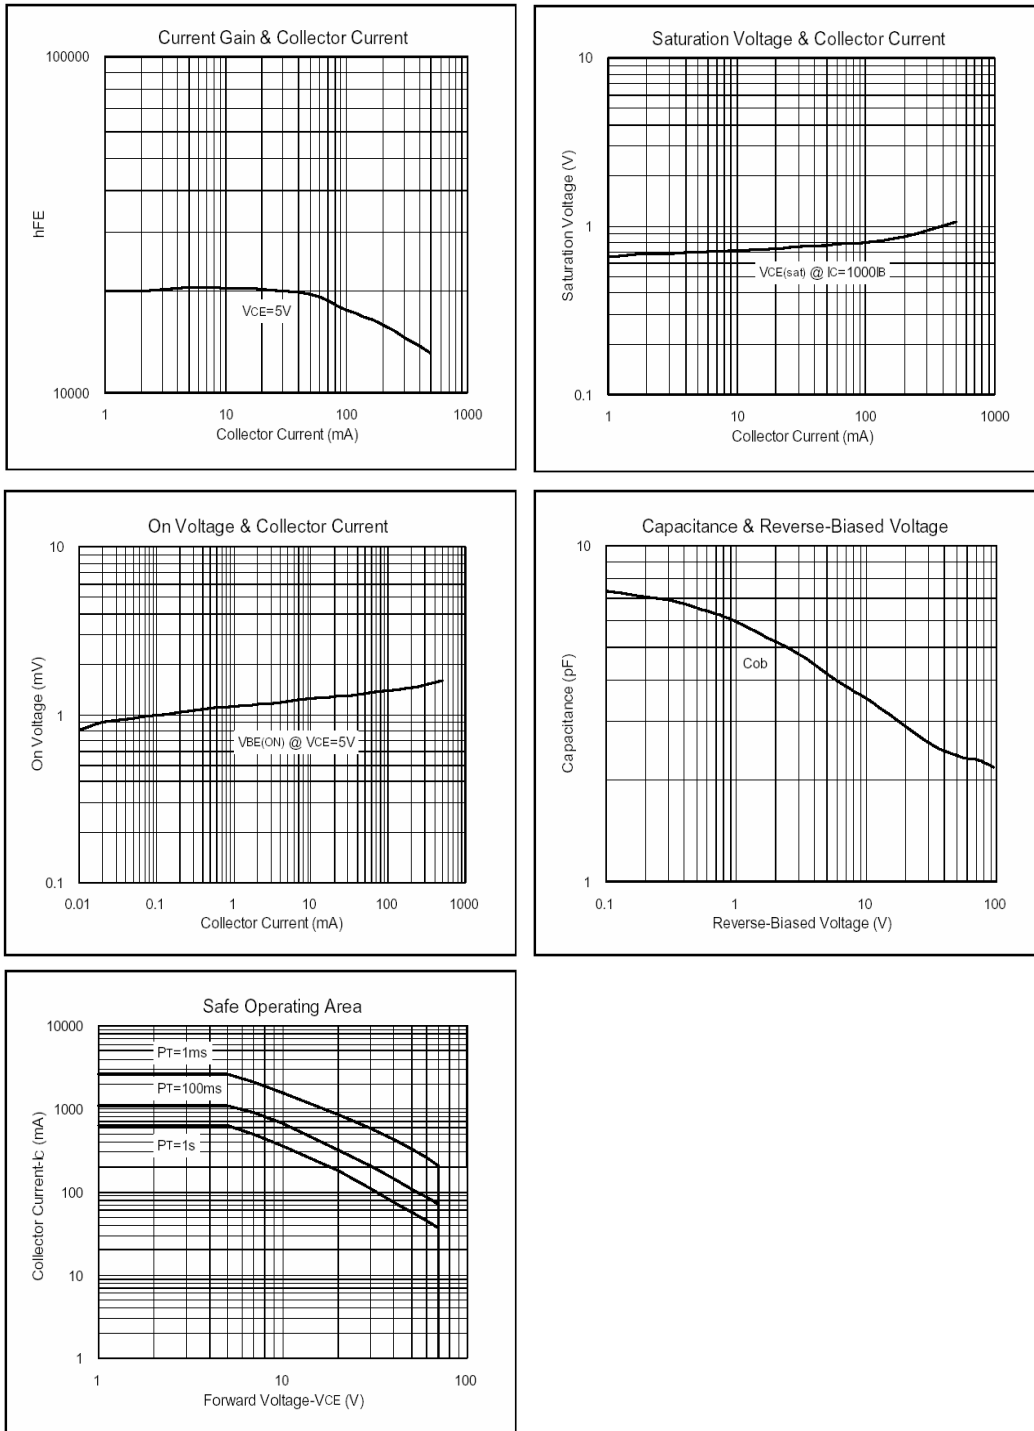 Current Gain & Collector Current
100000
hFE
VCE=5V
10000
1 10 100 1000
Collector Current (mA)
Saturation Voltage & Collector Current
10
Saturation Voltage (V)
1
VCE(sat) @ IC=1000IB
0.1
1 10 100 1000
Collector Current (mA)
On Voltage & Collector Current
10
On Voltage (mV)
1
VBE(ON) @ VCE=5V
0.1
0.01 0.1 1 10 100 1000
Collector Current (mA)
Capacitance & Reverse-Biased Voltage
10
Capacitance (pF)
Cob
1
0.1 1 10 100
Reverse-Biased Voltage (V)
Safe Operating Area
10000
PT=1ms
PT=100ms
1000
PT=1s
Collector Current-IC (mA)
100
10
1
1 10 100
Forward Voltage-VCE (V)